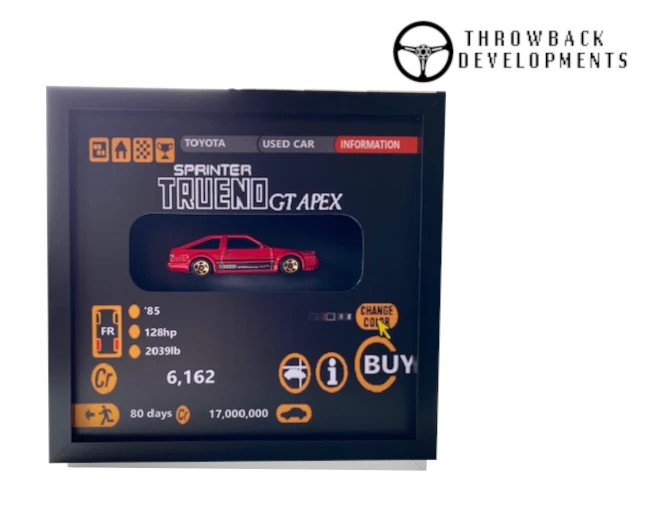 THROWBACK
DEVELOPMENTS
TOYOTA USED CAR INFORMATION
SPRINTER
TRUENO GT APEX
'85
CHANGE
COLOR
FR
128hp
2039lb
BUY
Cr 6,162 i
80 days Cr 17,000,000